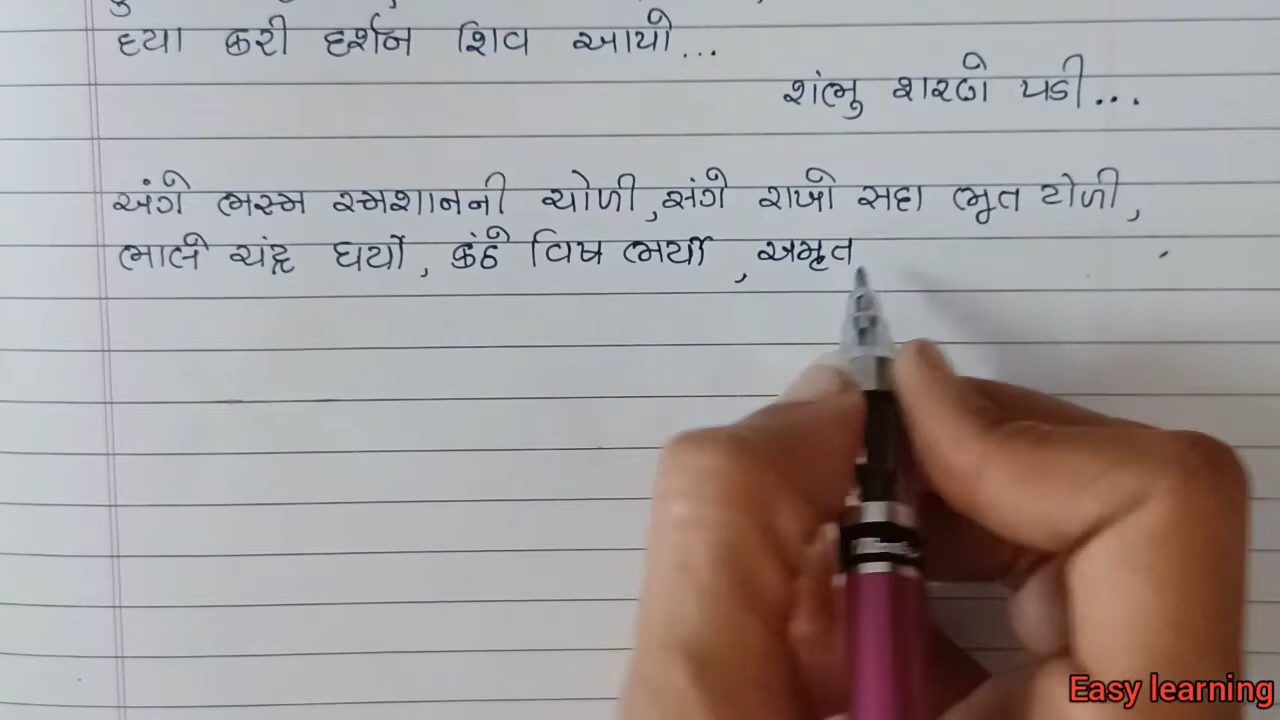 દયા કરી દર્શન શિવ આપો...
શંભુ શરણે પડી...
અંગે ભસ્મ સ્મશાનની ચોળી, સંગે રાખો સદા ભૂત ટોળી,
ભાલે ચંદ્ર ધર્યો, કંઠે વિષ ભર્યો, અમૃત
Easy learning